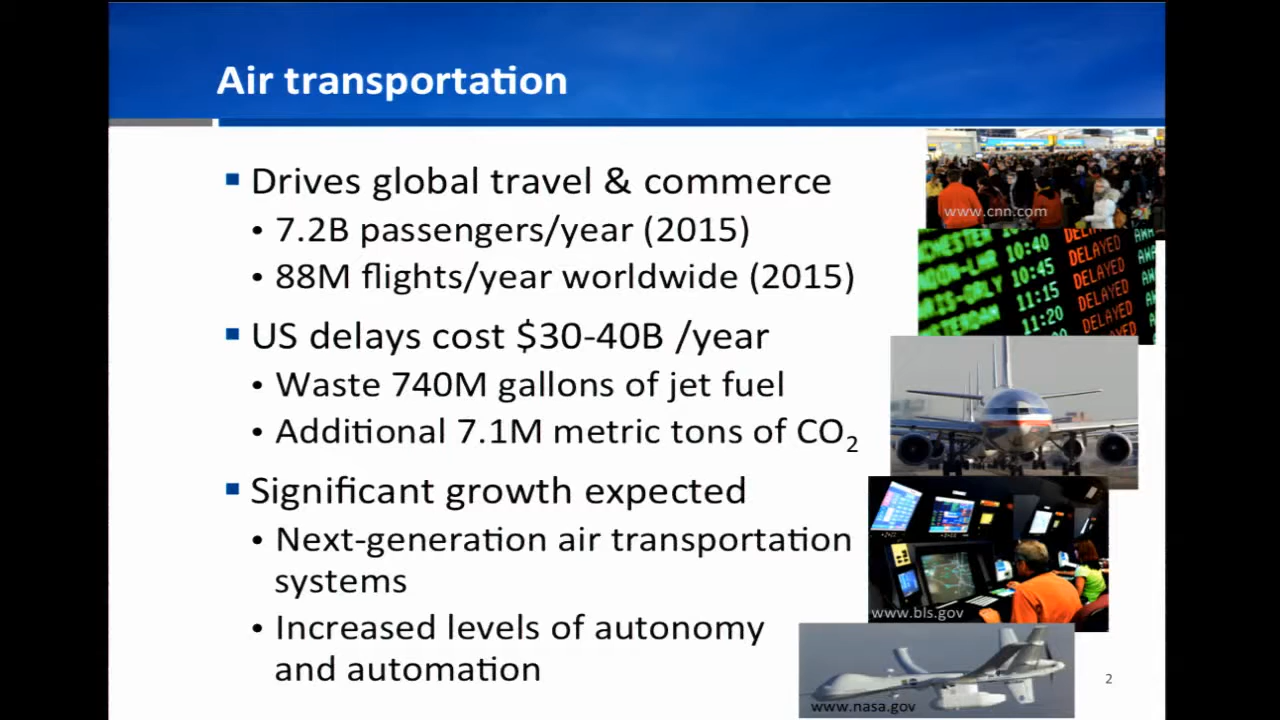 Air transportation
▪ Drives global travel & commerce
• 7.2B passengers/year (2015)
• 88M flights/year worldwide (2015)
▪ US delays cost $30-40B /year
• Waste 740M gallons of jet fuel
• Additional 7.1M metric tons of CO₂
▪ Significant growth expected
• Next-generation air transportation
systems
• Increased levels of autonomy
and automation
www.cnn.com
10:40
10:45 DELAYED
11:15 DELAYED
11:20 DELAYED
DELAYED
www.bls.gov
www.nasa.gov
2